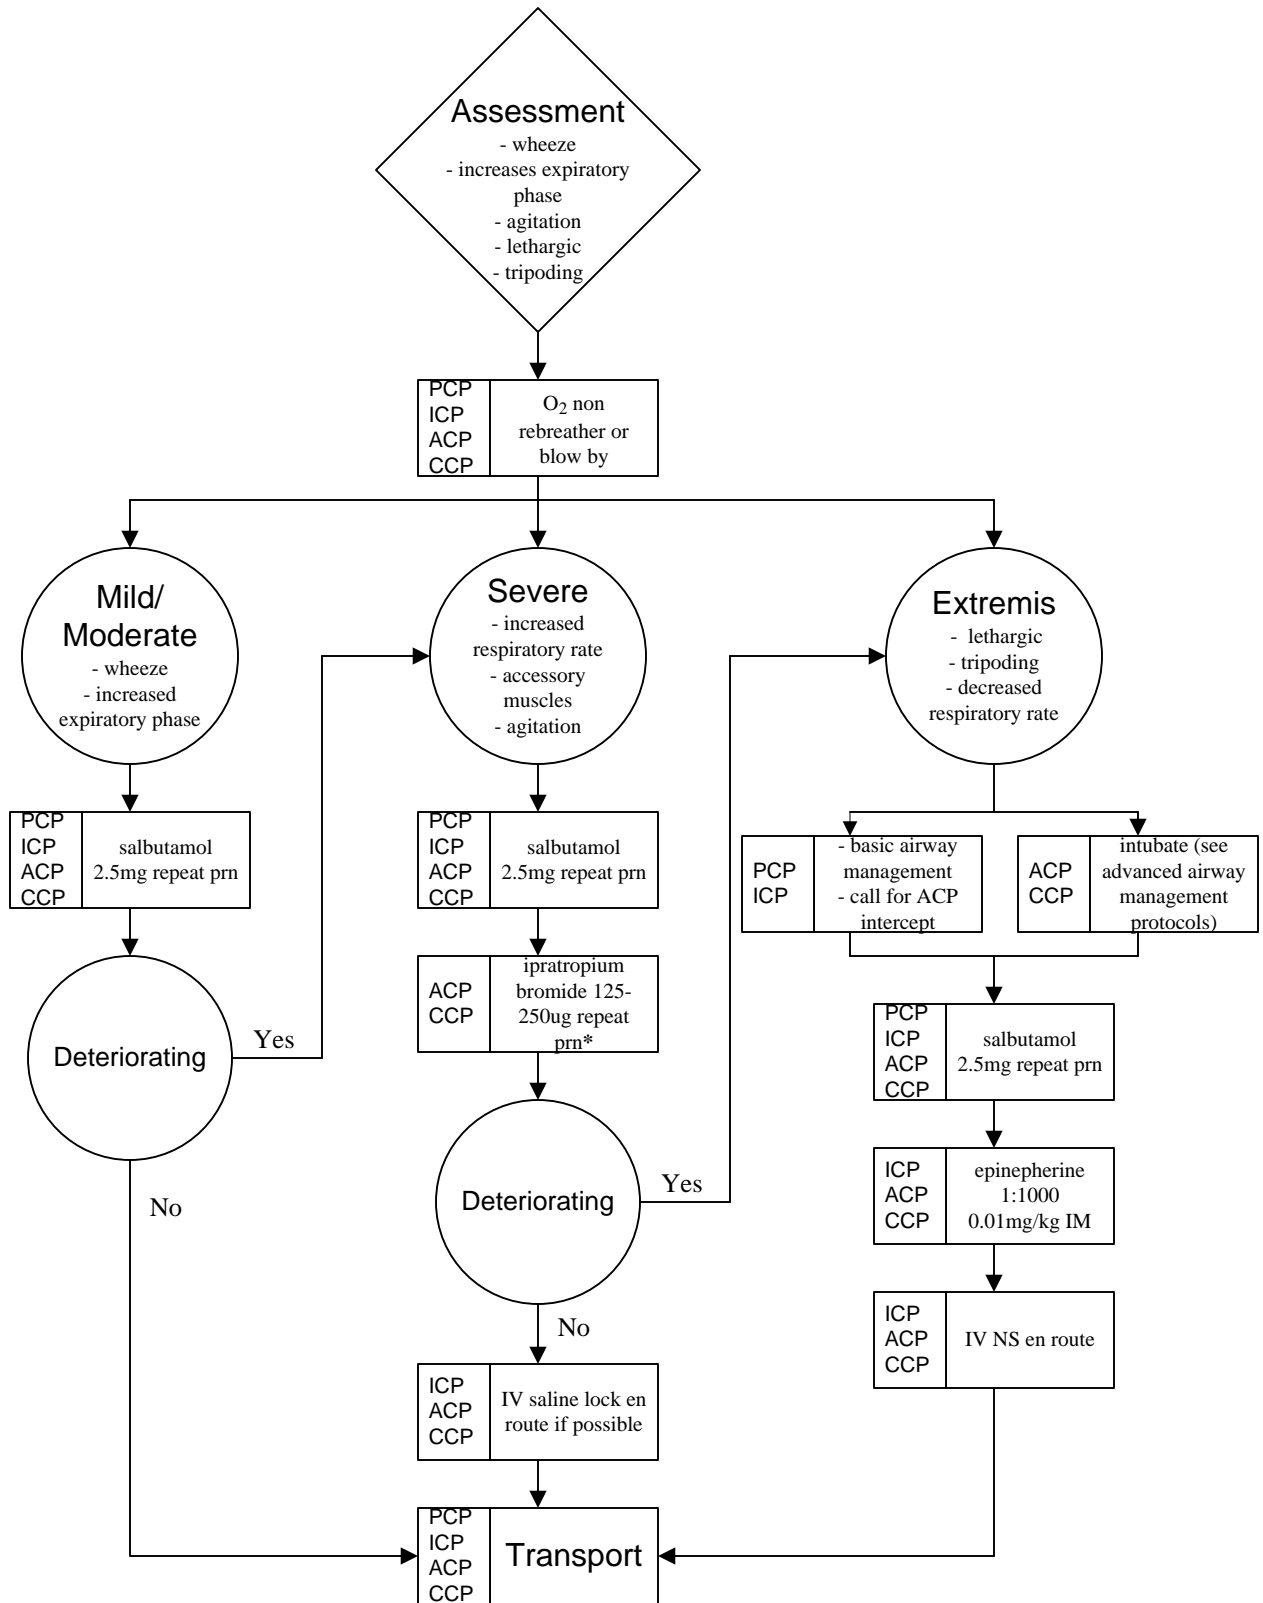 Assessment
- wheeze
- increases expiratory
phase
- agitation
- lethargic
- tripoding
PCP
ICP
ACP
CCP
O2 non
rebreather or
blow by
Mild/
Moderate
- wheeze
- increased
expiratory phase
Severe
- increased
respiratory rate
- accessory
muscles
- agitation
Extremis
- lethargic
- tripoding
- decreased
respiratory rate
PCP
ICP
ACP
CCP
salbutamol
2.5mg repeat prn
PCP
ICP
ACP
CCP
salbutamol
2.5mg repeat prn
PCP
ICP
- basic airway
management
- call for ACP
intercept
ACP
CCP
intubate (see
advanced airway
management
protocols)
Deteriorating
Yes
No
ACP
CCP
ipratropium
bromide 125-
250ug repeat
prn*
Deteriorating
Yes
No
PCP
ICP
ACP
CCP
salbutamol
2.5mg repeat prn
ICP
ACP
CCP
epinepherine
1:1000
0.01mg/kg IM
ICP
ACP
CCP
IV NS en route
ICP
ACP
CCP
IV saline lock en
route if possible
PCP
ICP
ACP
CCP
Transport